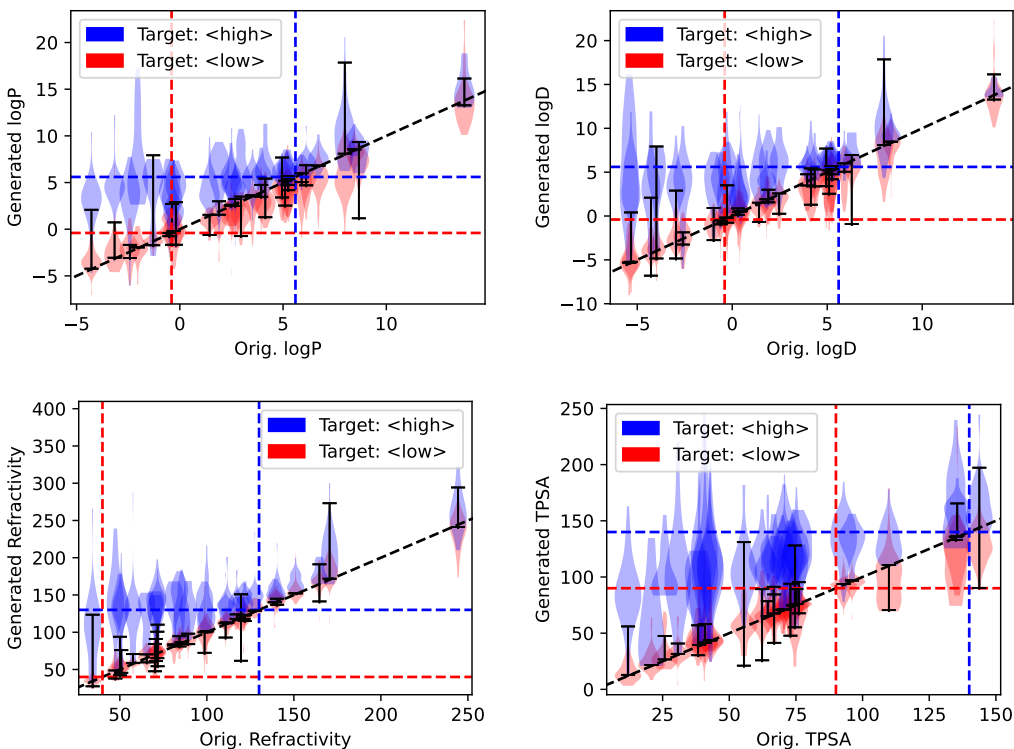 Target: <high>
Target: <low>
20
15
10
5
0
−5
Generated logP
−5
0
5
10
Orig. logP
Target: <high>
Target: <low>
20
15
10
5
0
−5
−10
Generated logD
−5
0
5
10
Orig. logD
Target: <high>
Target: <low>
400
350
300
250
200
150
100
50
Generated Refractivity
50
100
150
200
250
Orig. Refractivity
Target: <high>
Target: <low>
250
200
150
100
50
0
Generated TPSA
25
50
75
100
125
150
Orig. TPSA